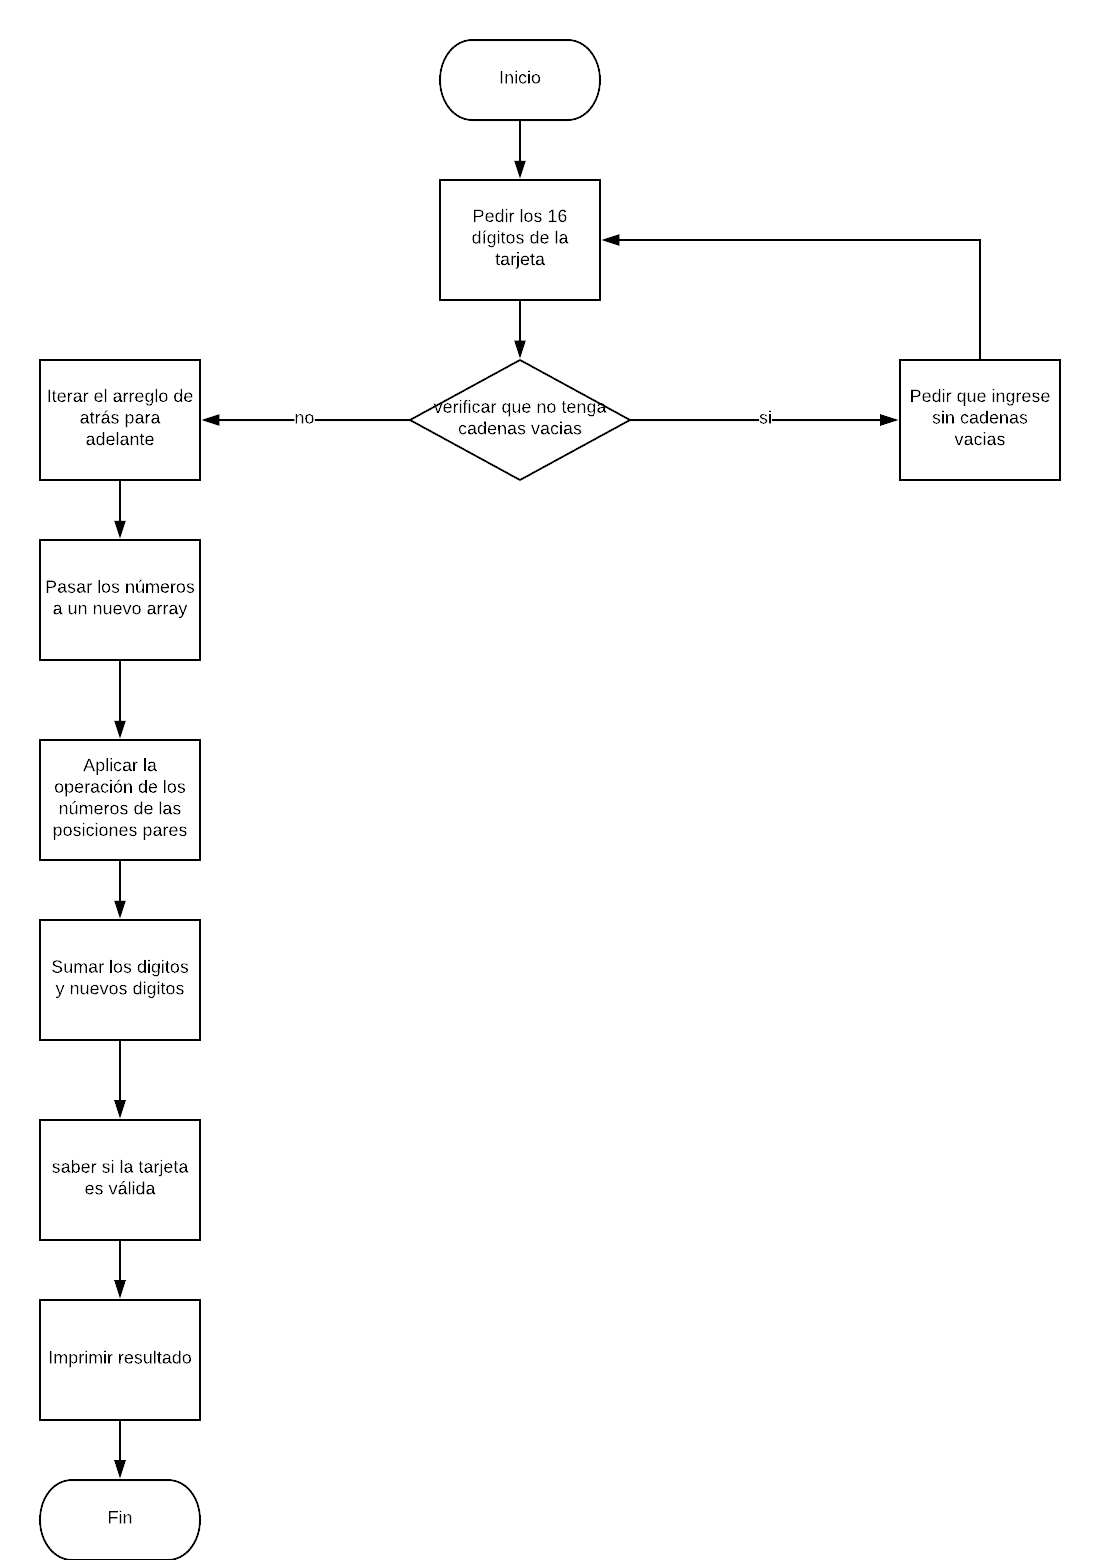 Inicio
Pedir los 16
dígitos de la
tarjeta
Iterar el arreglo de
atrás para
adelante
no
verificar que no tenga
cadenas vacias
si
Pedir que ingrese
sin cadenas
vacias
Pasar los números
a un nuevo array
Aplicar la
operación de los
números de las
posiciones pares
Sumar los digitos
y nuevos digitos
saber si la tarjeta
es válida
Imprimir resultado
Fin